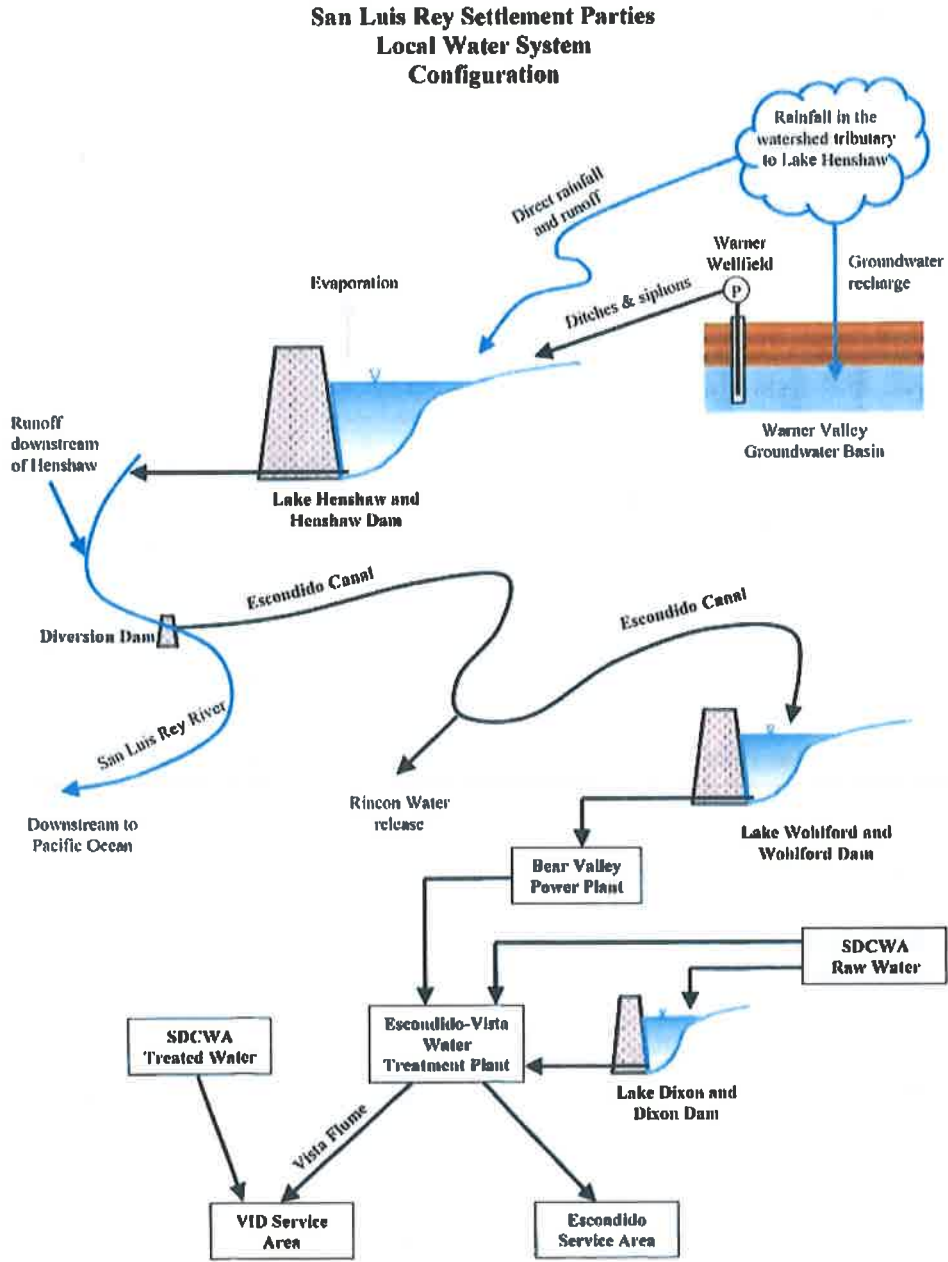 San Luis Rey Settlement Parties
Local Water System
Configuration
Rainfall in the
watershed tributary
to Lake Henshaw
Direct rainfall
and runoff
Warner
Wellfield
Groundwater
recharge
P
Evaporation
Ditches & siphons
Runoff
downstream
of Henshaw
Warner Valley
Groundwater Basin
Lake Henshaw and
Henshaw Dam
Escondido Canal
Escondido Canal
Diversion Dam
San Luis Rey River
Rincon Water
release
Downstream to
Pacific Ocean
Lake Wohlford and
Wohlford Dam
Bear Valley
Power Plant
SDCWA
Raw Water
Escondido-Vista
Water
Treatment Plant
SDCWA
Treated Water
Lake Dixon and
Dixon Dam
Vista Flume
VID Service
Area
Escondido
Service Area